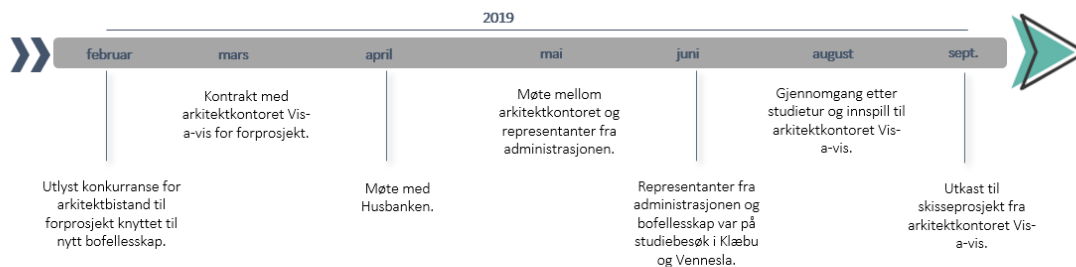 2019
februar
mars
april
mai
juni
august
sept.
Kontrakt med
arkitektkontoret Vis-
a-vis for forprosjekt.
Møte mellom
arkitektkontoret og
representanter fra
administrasjonen.
Gjennomgang etter
studietur og innspill til
arkitektkontoret Vis-
a-vis.
Utlyst konkurranse for
arkitektbistand til
forprosjekt knyttet til
nytt bofellesskap.
Møte med
Husbanken.
Representanter fra
administrasjonen og
bofellesskap var på
studiebesøk i Klæbu
og Vennesla.
Utkast til
skisseprosjekt fra
arkitektkontoret Vis-
a-vis.